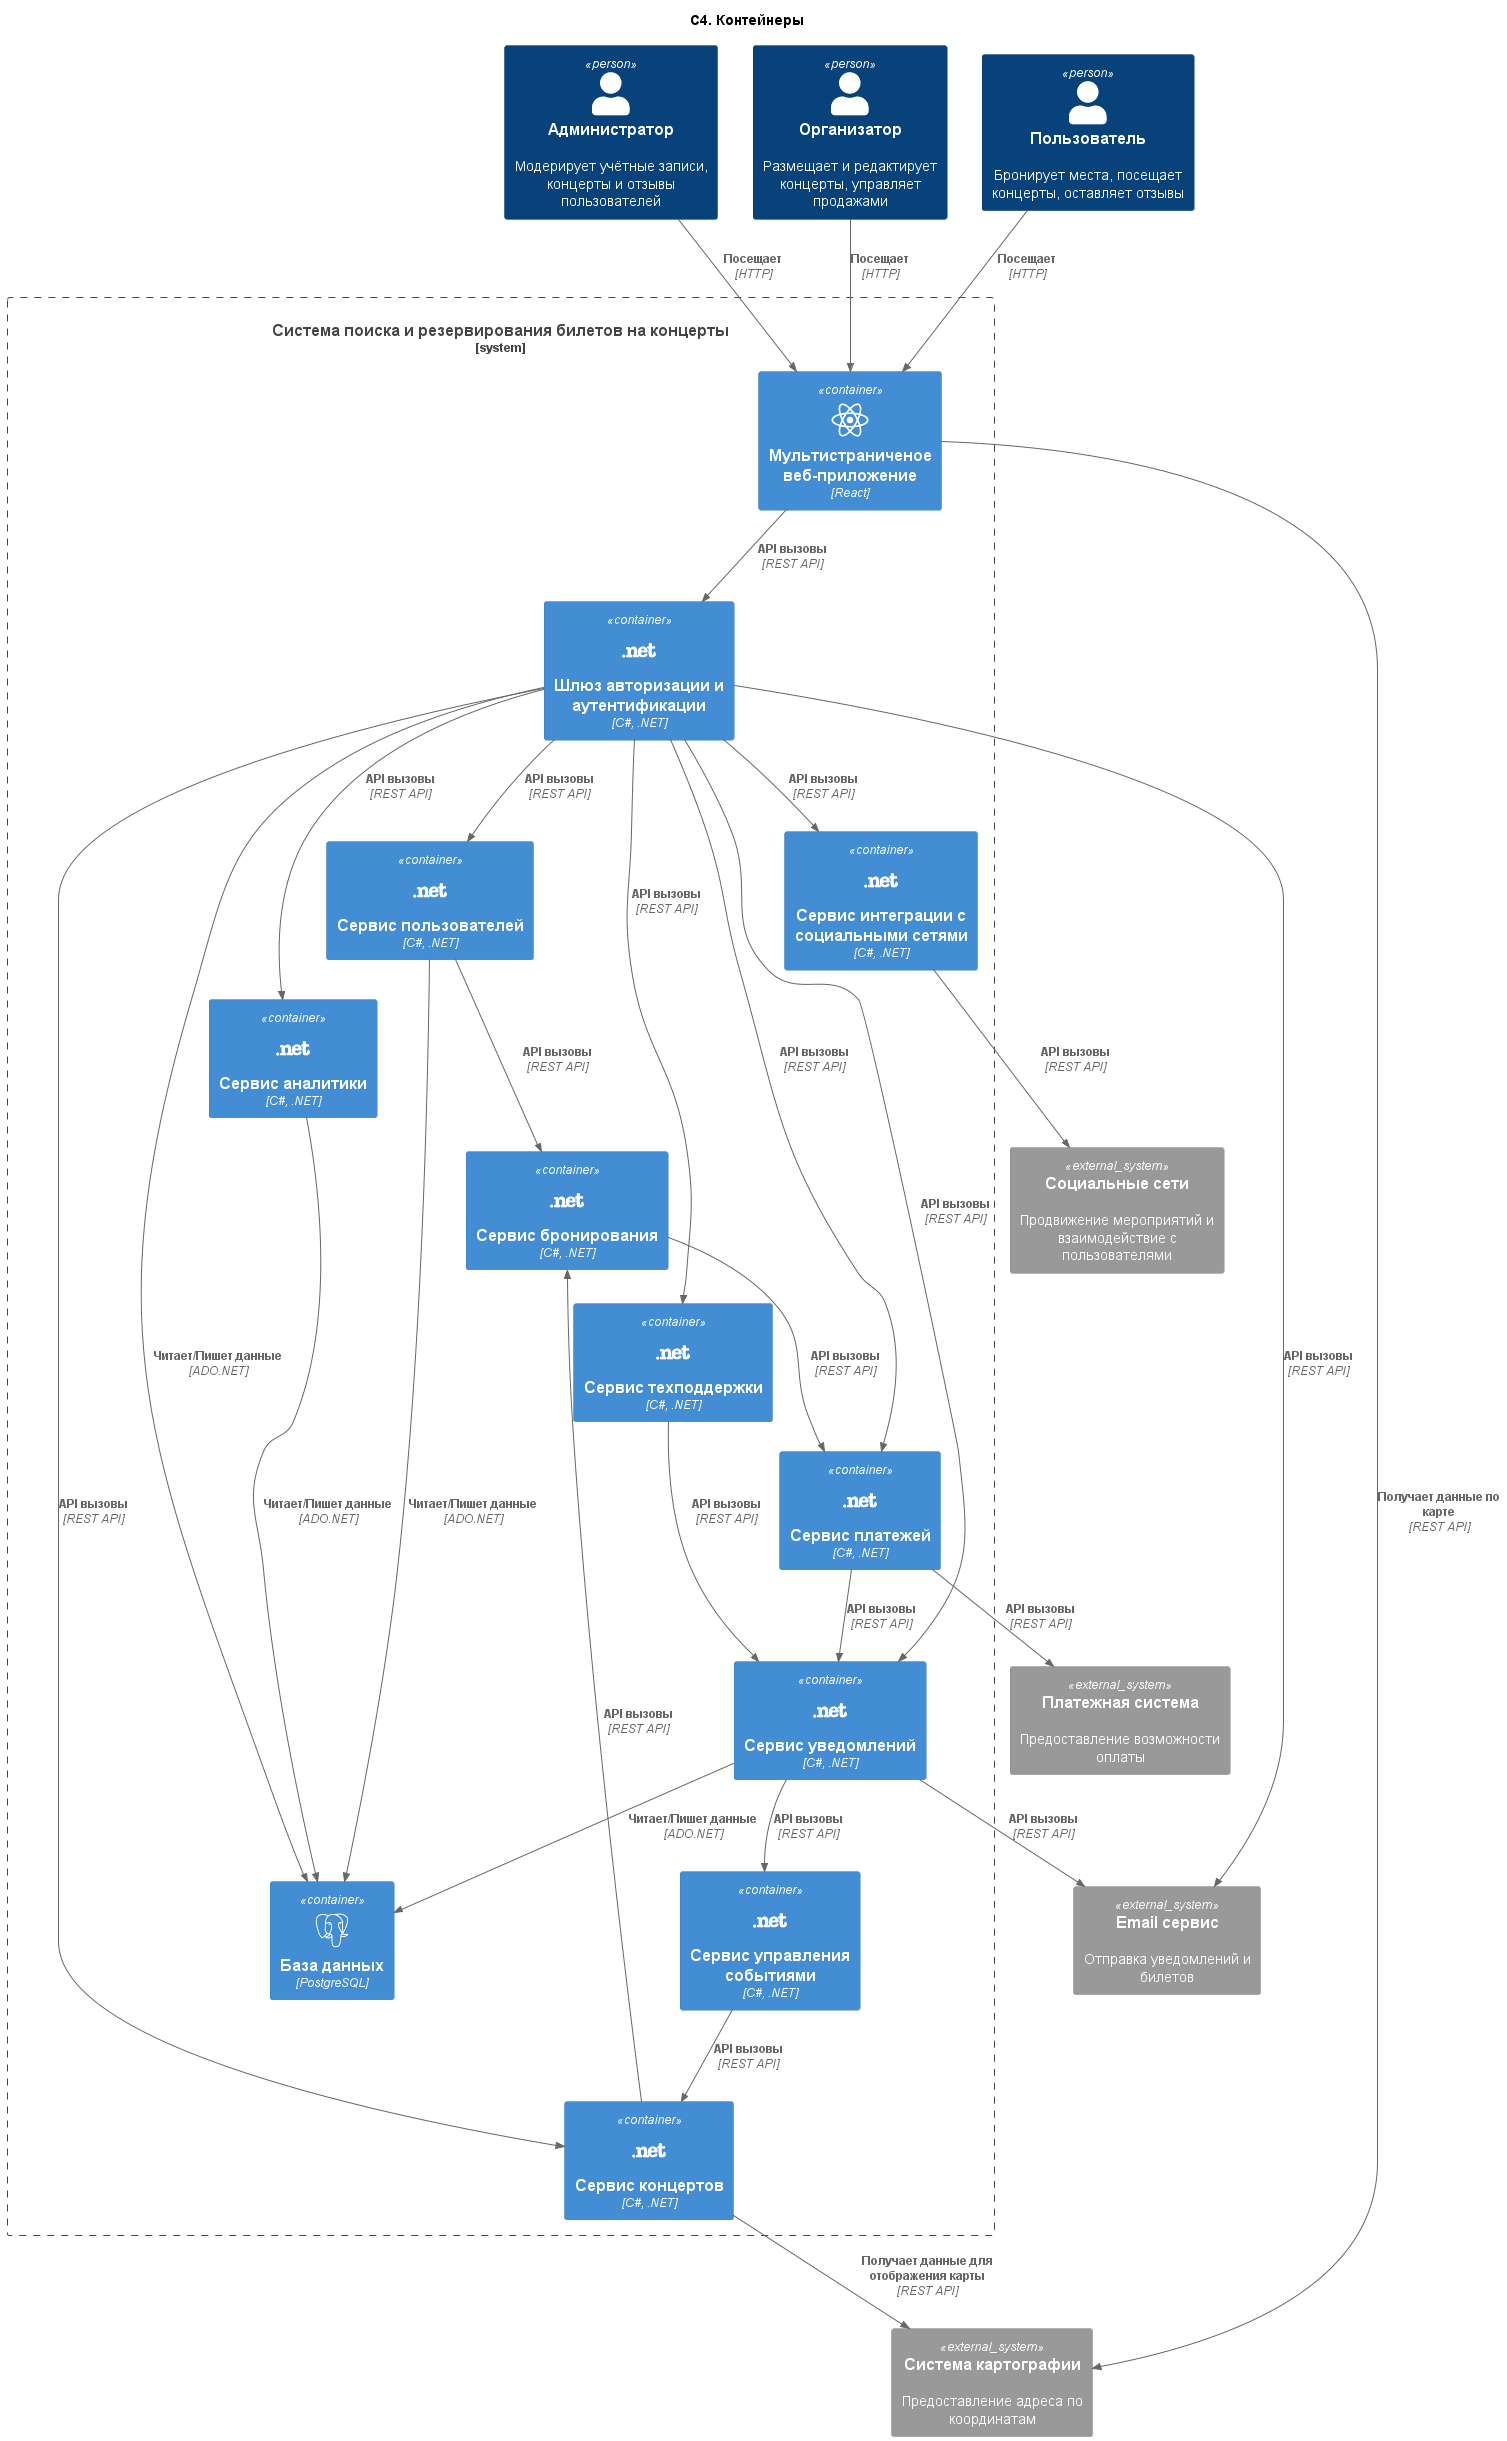 C4. Контейнеры
«person»
Администратор
Модерирует учётные записи,
концерты и отзывы
пользователей
«person»
Организатор
Размещает и редактирует
концерты, управляет
продажами
«person»
Пользователь
Бронирует места, посещает
концерты, оставляет отзывы
Посещает
[HTTP]
Посещает
[HTTP]
Посещает
[HTTP]
Система поиска и резервирования билетов на концерты
[system]
«container»
Мультистраниченое
веб-приложение
[React]
API вызовы
[REST API]
«container»
.net
Шлюз авторизации и
аутентификации
[C#, .NET]
API вызовы
[REST API]
API вызовы
[REST API]
API вызовы
[REST API]
«container»
.net
Сервис пользователей
[C#, .NET]
API вызовы
[REST API]
«container»
.net
Сервис интеграции с
социальными сетями
[C#, .NET]
«container»
.net
Сервис аналитики
[C#, .NET]
API вызовы
[REST API]
API вызовы
[REST API]
API вызовы
[REST API]
«container»
.net
Сервис бронирования
[C#, .NET]
API вызовы
[REST API]
«external_system»
Социальные сети
Продвижение мероприятий и
взаимодействие с
пользователями
«container»
.net
Сервис техподдержки
[C#, .NET]
Читает/Пишет данные
[ADO.NET]
API вызовы
[REST API]
API вызовы
[REST API]
API вызовы
[REST API]
Читает/Пишет данные
[ADO.NET]
Читает/Пишет данные
[ADO.NET]
API вызовы
[REST API]
«container»
.net
Сервис платежей
[C#, .NET]
Получает данные по
карте
[REST API]
API вызовы
[REST API]
API вызовы
[REST API]
API вызовы
[REST API]
«container»
.net
Сервис уведомлений
[C#, .NET]
«external_system»
Платежная система
Предоставление возможности
оплаты
Читает/Пишет данные
[ADO.NET]
API вызовы
[REST API]
API вызовы
[REST API]
«container»
База данных
[PostgreSQL]
«container»
.net
Сервис управления
событиями
[C#, .NET]
«external_system»
Email сервис
Отправка уведомлений и
билетов
API вызовы
[REST API]
«container»
.net
Сервис концертов
[C#, .NET]
Получает данные для
отображения карты
[REST API]
«external_system»
Система картографии
Предоставление адреса по
координатам